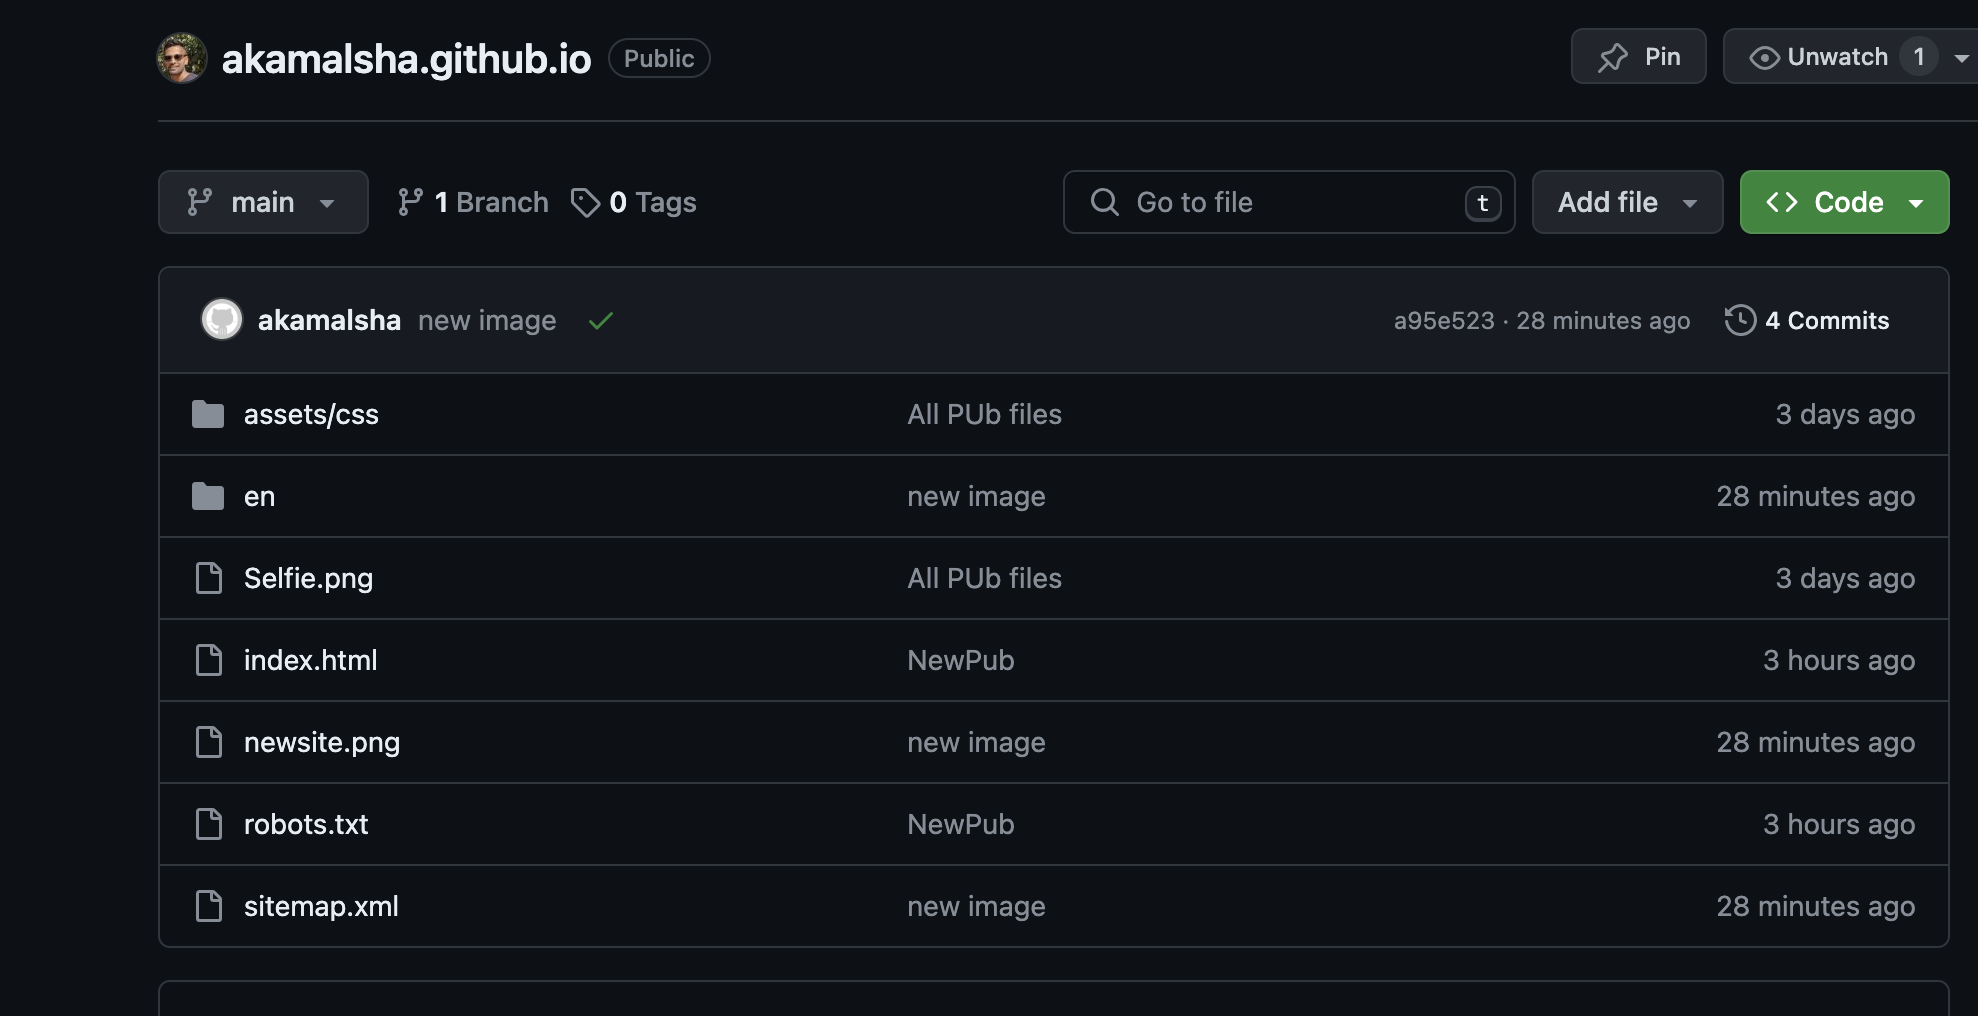 akamalsha.github.io Public Pin Unwatch 1
main 1 Branch 0 Tags Go to file t Add file Code
akamalsha new image a95e523 · 28 minutes ago 4 Commits
assets/css All PUb files 3 days ago
en new image 28 minutes ago
Selfie.png All PUb files 3 days ago
index.html NewPub 3 hours ago
newsite.png new image 28 minutes ago
robots.txt NewPub 3 hours ago
sitemap.xml new image 28 minutes ago